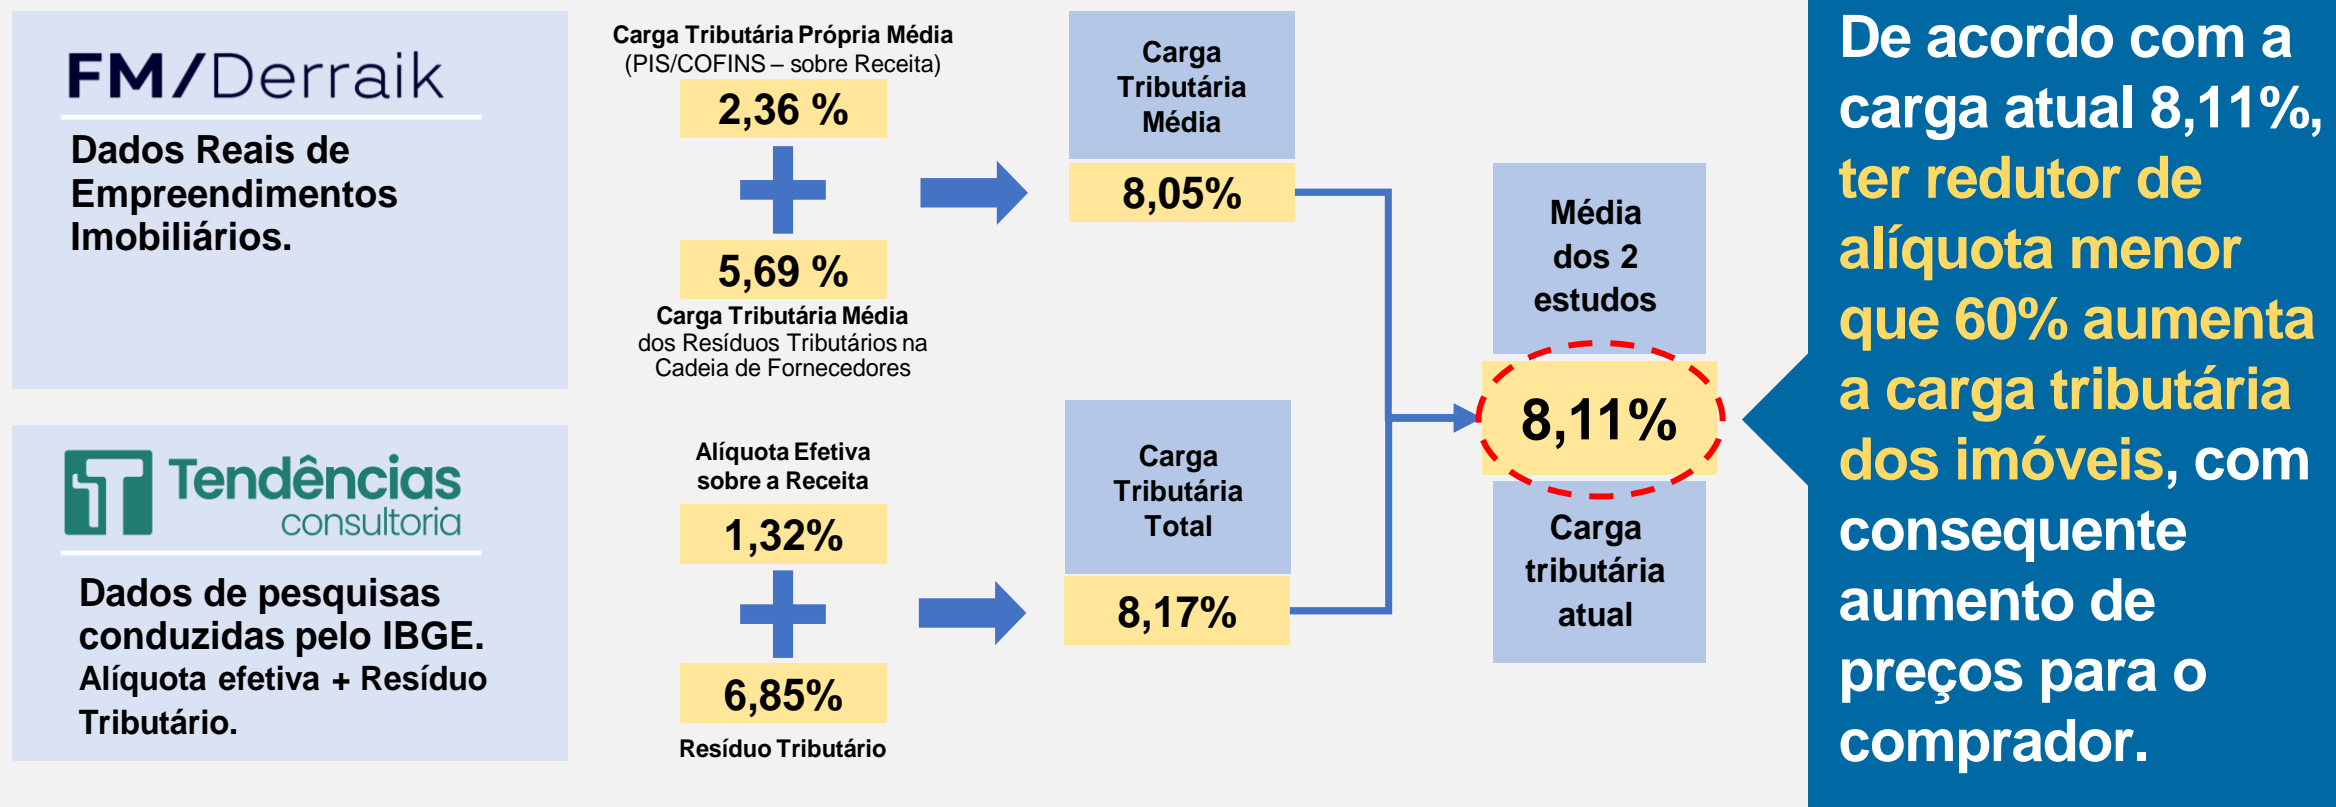 FM/Derraik
Dados Reais de
Empreendimentos
Imobiliários.
Carga Tributária Própria Média
(PIS/COFINS – sobre Receita)
2,36 %
5,69 %
Carga Tributária Média
dos Resíduos Tributários na
Cadeia de Fornecedores
Carga
Tributária
Média
8,05%
Tendências
consultoria
Dados de pesquisas
conduzidas pelo IBGE.
Alíquota efetiva + Resíduo
Tributário.
Alíquota Efetiva
sobre a Receita
1,32%
6,85%
Resíduo Tributário
Carga
Tributária
Total
8,17%
Média
dos 2
estudos
8,11%
Carga
tributária
atual
De acordo com a
carga atual 8,11%,
ter redutor de
alíquota menor
que 60% aumenta
a carga tributária
dos imóveis, com
consequente
aumento de
preços para o
comprador.